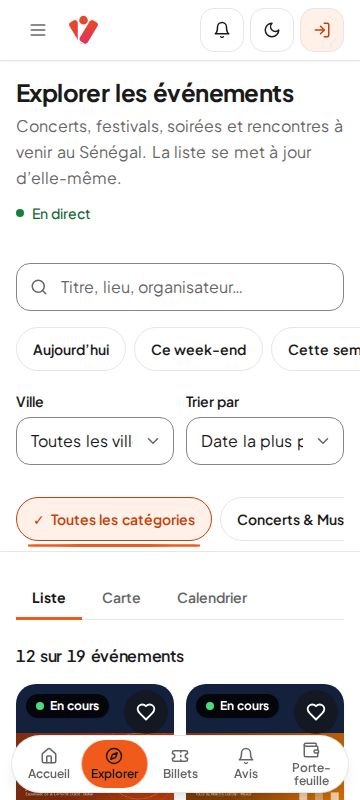 Explorer les événements
Concerts, festivals, soirées et rencontres à
venir au Sénégal. La liste se met à jour
d’elle-même.
En direct
Titre, lieu, organisateur…
Aujourd’hui Ce week-end Cette sem
Ville Trier par
Toutes les vill Date la plus p
✓ Toutes les catégories Concerts & Mus
Liste Carte Calendrier
12 sur 19 événements
En cours En cours
Accueil Explorer Billets Avis Porte-
feuille